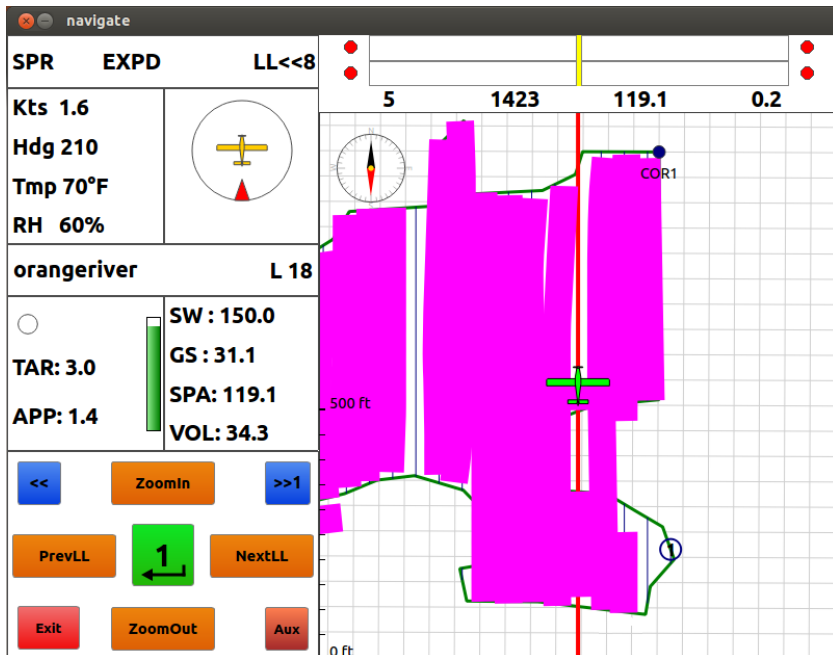 navigate
SPR EXPD LL<<8
5 1423 119.1 0.2
Kts 1.6
Hdg 210
Tmp 70°F
RH 60%
N
COR1
orangeriver L 18
SW : 150.0
GS : 31.1
TAR: 3.0
SPA: 119.1
APP: 1.4
VOL: 34.3
500 ft
<< ZoomIn >>1
PrevLL 1 NextLL
1
Exit ZoomOut Aux
0 ft